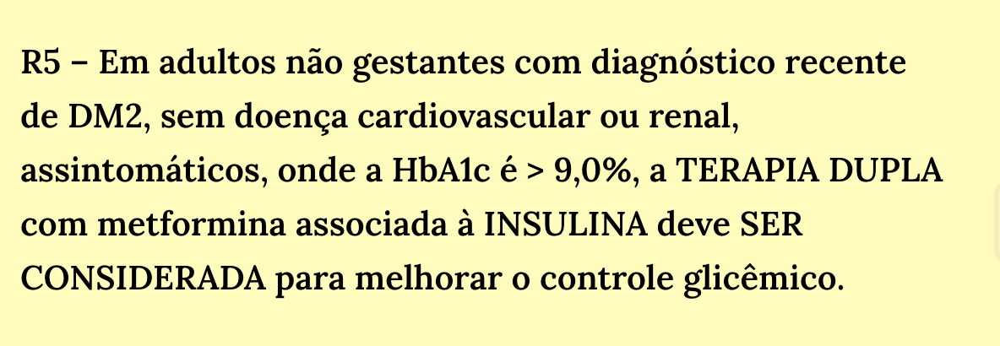 R5 – Em adultos não gestantes com diagnóstico recente
de DM2, sem doença cardiovascular ou renal,
assintomáticos, onde a HbA1c é > 9,0%, a TERAPIA DUPLA
com metformina associada à INSULINA deve SER
CONSIDERADA para melhorar o controle glicêmico.